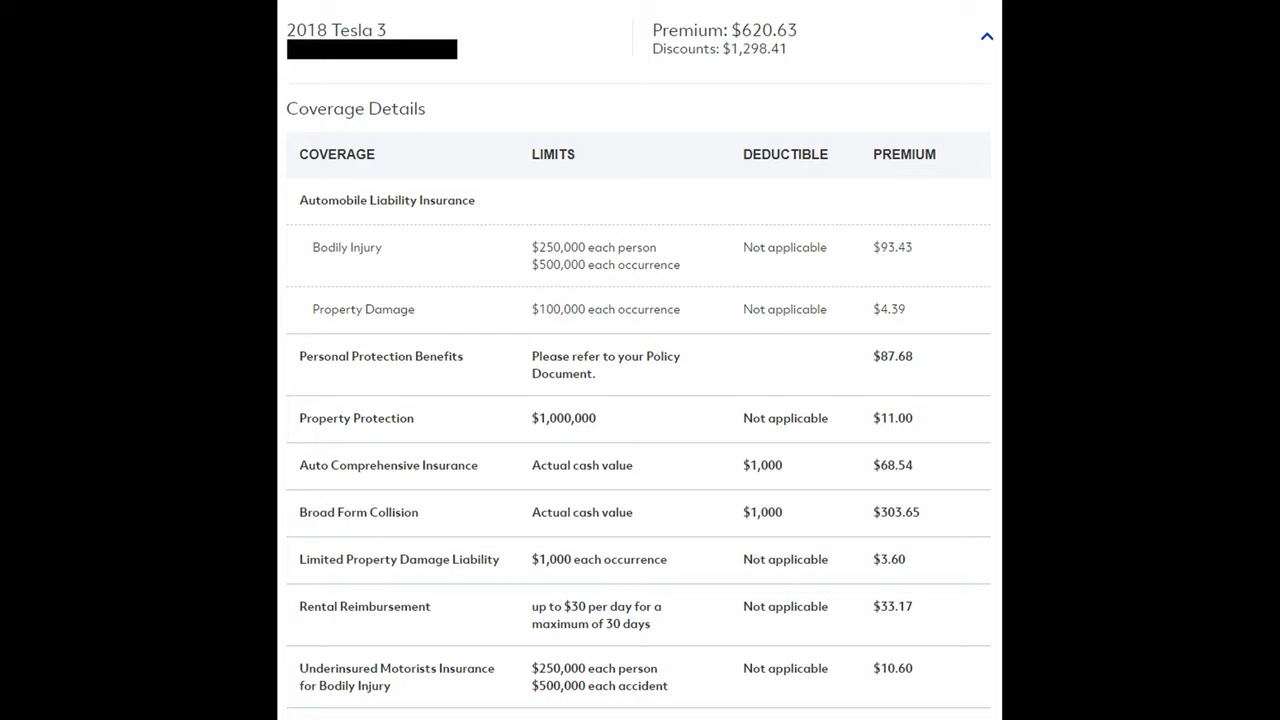 2018 Tesla 3
Premium: $620.63
Discounts: $1,298.41
Coverage Details
COVERAGE LIMITS DEDUCTIBLE PREMIUM
Automobile Liability Insurance
Bodily Injury $250,000 each person Not applicable $93.43
$500,000 each occurrence
Property Damage $100,000 each occurrence Not applicable $4.39
Personal Protection Benefits Please refer to your Policy $87.68
Document.
Property Protection $1,000,000 Not applicable $11.00
Auto Comprehensive Insurance Actual cash value $1,000 $68.54
Broad Form Collision Actual cash value $1,000 $303.65
Limited Property Damage Liability $1,000 each occurrence Not applicable $3.60
Rental Reimbursement up to $30 per day for a Not applicable $33.17
maximum of 30 days
Underinsured Motorists Insurance $250,000 each person Not applicable $10.60
for Bodily Injury $500,000 each accident